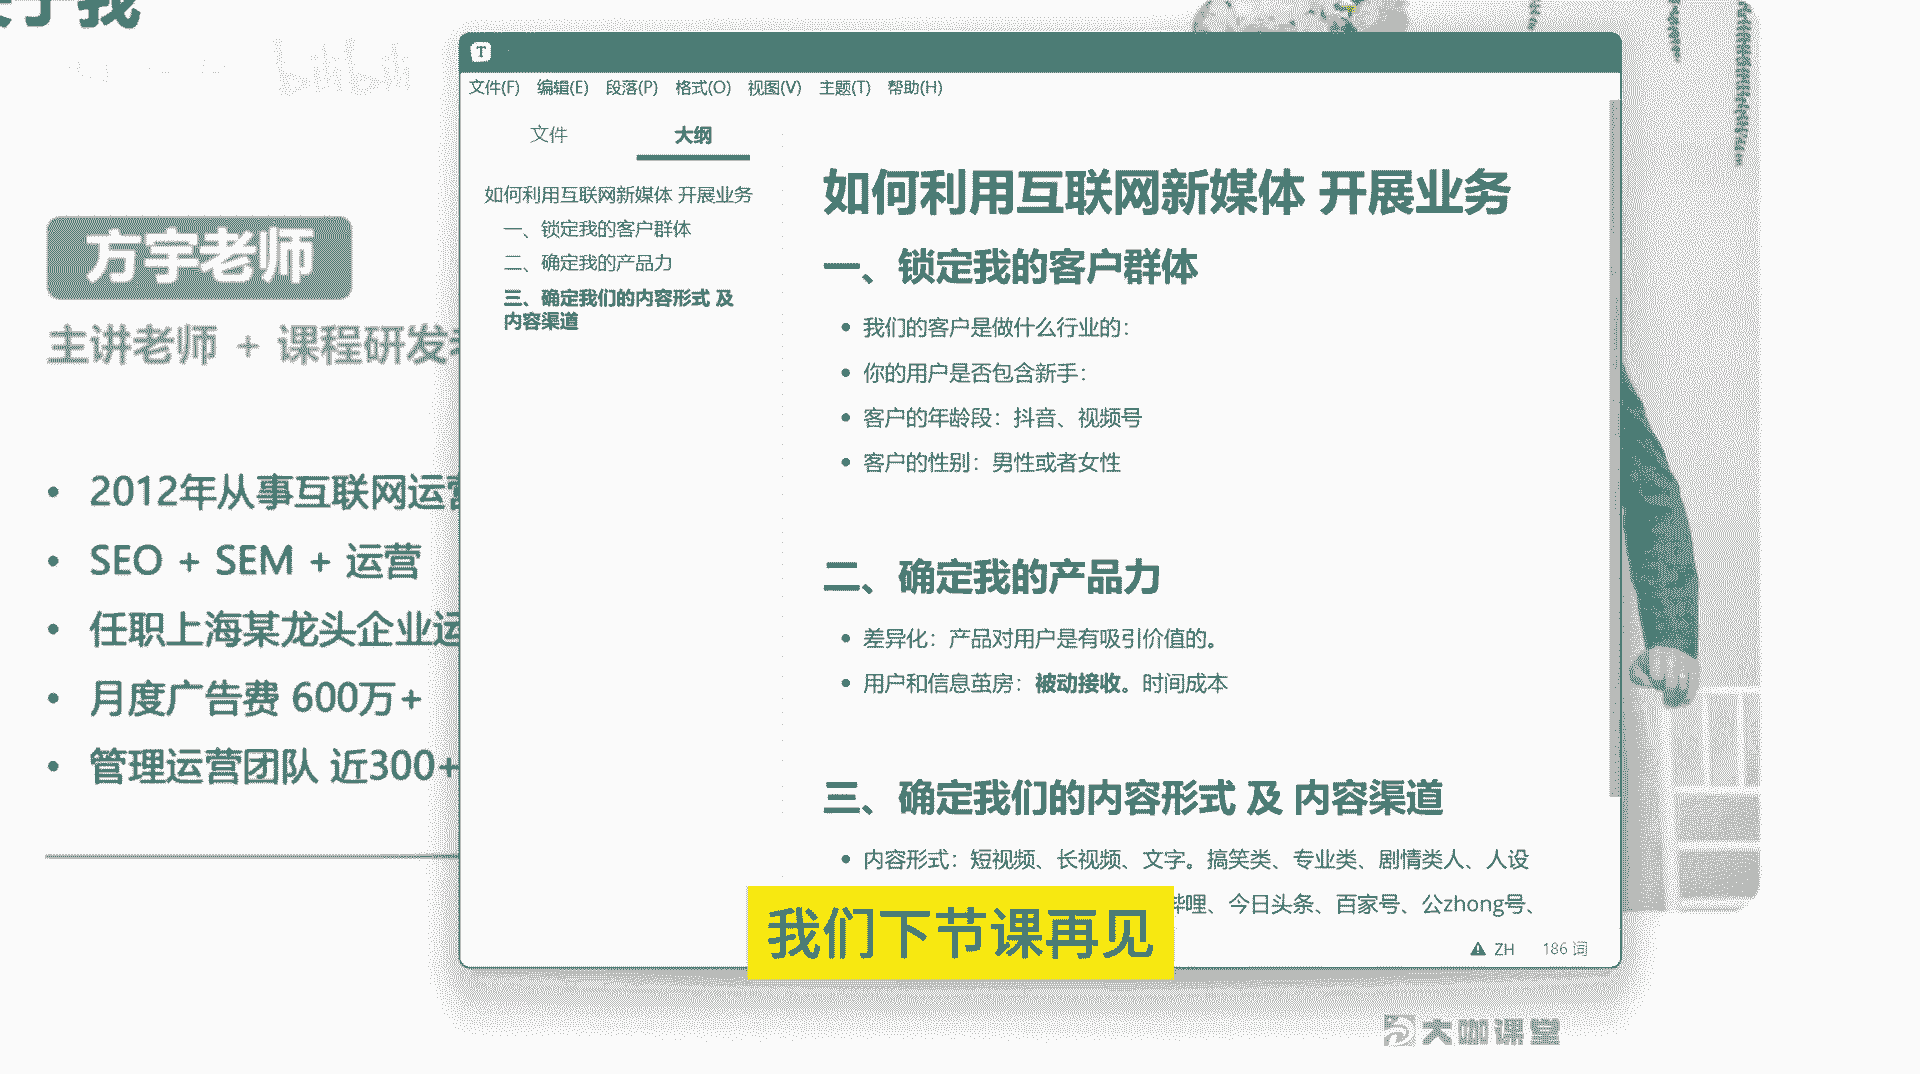 关于我
bilibili
方宇老师
主讲老师 + 课程研发
2012年从事互联网运营
SEO + SEM + 运营
任职上海某龙头企业运
月度广告费 600万+
管理运营团队 近300+
T
文件(F) 编辑(E) 段落(P) 格式(O) 视图(V) 主题(T) 帮助(H)
文件 大纲
如何利用互联网新媒体 开展业务
一、锁定我的客户群体
二、确定我的产品力
三、确定我们的内容形式 及
内容渠道
如何利用互联网新媒体 开展业务
一、锁定我的客户群体
我们的客户是做什么行业的：
你的用户是否包含新手：
客户的年龄段：抖音、视频号
客户的性别：男性或者女性
二、确定我的产品力
差异化：产品对用户是有吸引价值的。
用户和信息茧房：被动接收。时间成本
三、确定我们的内容形式 及 内容渠道
内容形式：短视频、长视频、文字。搞笑类、专业类、剧情类人、人设
哔哩、今日头条、百家号、公zhong号、
我们下节课再见
ZH 186 词
大咖课堂